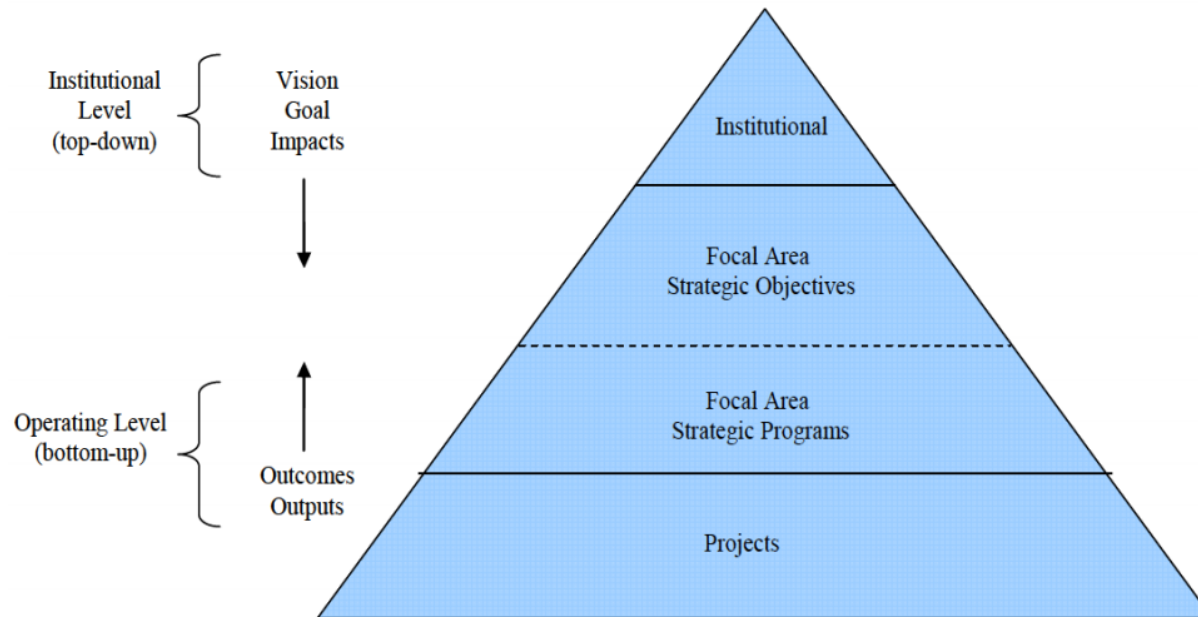 Institutional
Level
(top-down)
Vision
Goal
Impacts
Operating Level
(bottom-up)
Outcomes
Outputs
Institutional
Focal Area
Strategic Objectives
Focal Area
Strategic Programs
Projects